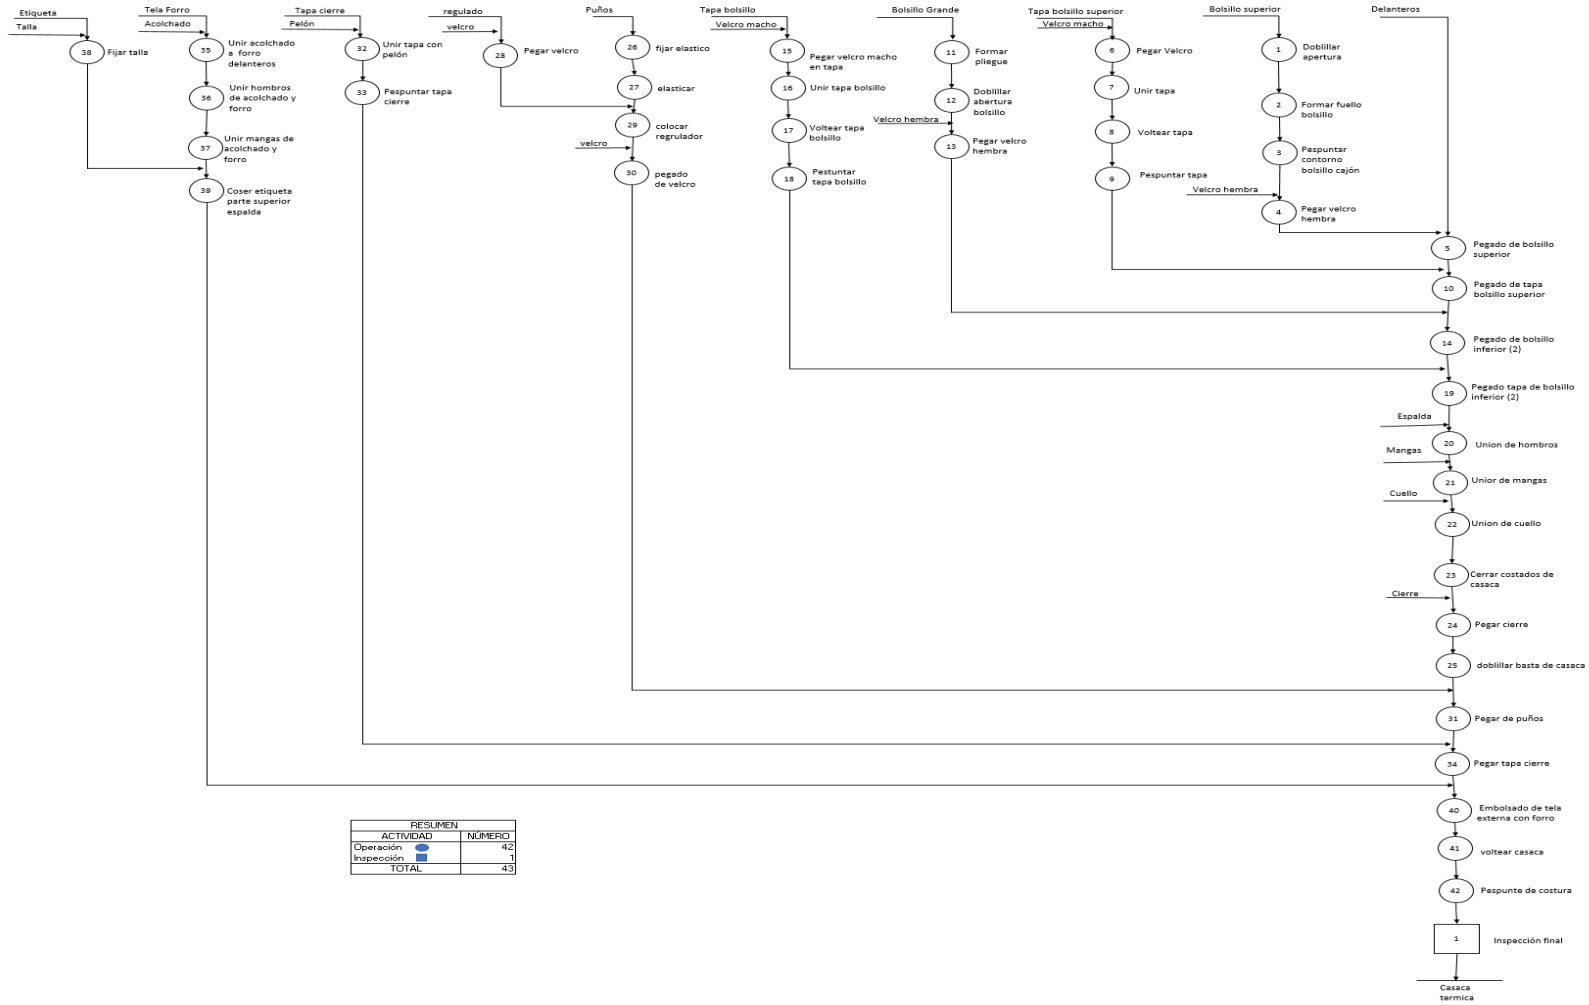 Etiqueta
Talla
38
Fijar talla
Tela Forro
Acolchado
35
Unir acolchado
a forro
delanteros
36
Unir hombros
de acolchado y
forro
37
Unir mangas de
acolchado y
forro
39
Coser etiqueta
parte superior
espalda
Tapa cierre
Pelón
32
Unir tapa con
pelón
33
Pespuntar tapa
cierre
regulado
velcro
28
Pegar velcro
Puños
26
fijar elastico
27
elasticar
29
colocar
regrulador
velcro
30
pegado
de velcro
Tapa bolsillo
Velcro macho
15
Pegar velcro macho
en tapa
16
Unir tapa bolsillo
17
Voltear tapa
bolsillo
18
Pestuntar
tapa bolsillo
Bolsillo Grande
11
Formar
pliegue
12
Doblillar
abertura
bolsillo
Velcro hembra
13
Pegar velcro
hembra
Tapa bolsillo superior
Velcro macho
6
Pegar Velcro
7
Unir tapa
8
Voltear tapa
9
Pespuntar tapa
Bolsillo superior
1
Doblillar
apertura
2
Formar fuello
bolsillo
3
Pespuntar
contorno
bolsillo cajón
Velcro hembra
4
Pegar velcro
hembra
Delanteros
5
Pegado de bolsillo
superior
10
Pegado de tapa
bolsillo superior
14
Pegado de bolsillo
inferior (2)
19
Pegado tapa de bolsillo
inferior (2)
Espalda
20
Union de hombros
Mangas
21
Unior de mangas
Cuello
22
Union de cuello
23
Cerrar costados de
casaca
Cierre
24
Pegar cierre
25
doblillar basta de casaca
31
Pegar de puños
34
Pegar tapa cierre
40
Embolsado de tela
externa con forro
41
voltear casaca
42
Pespunte de costura
1
Inspección final
Casaca
termica
RESUMEN
ACTIVIDAD NÚMERO
Operación 42
Inspección 1
TOTAL 43